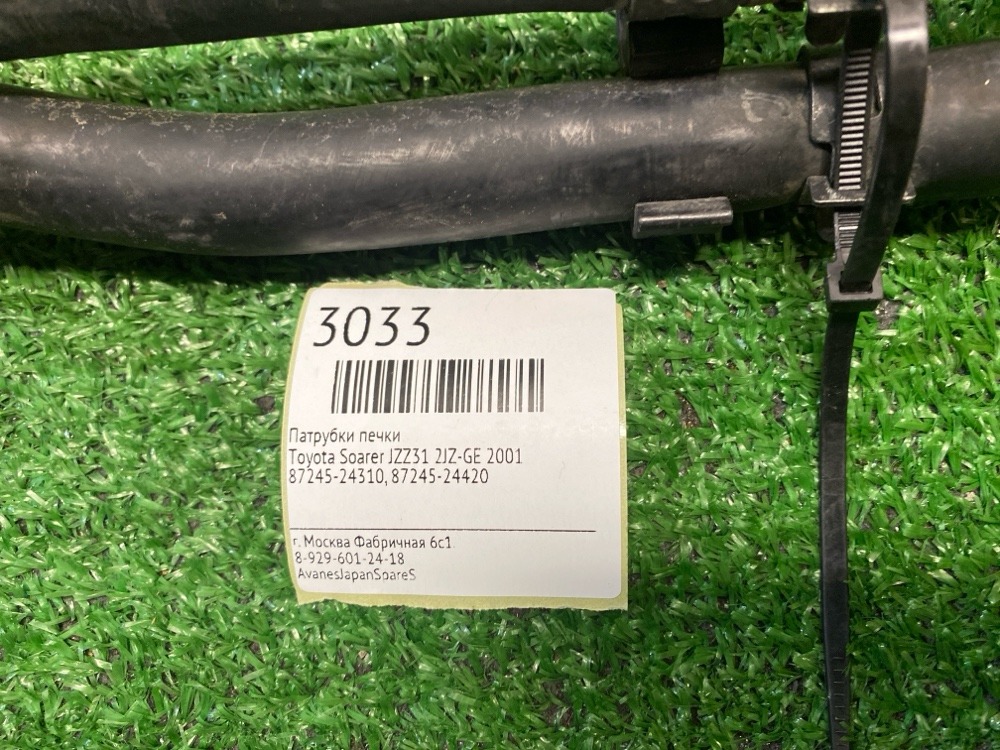 3033
Патрубки печки
Toyota Soarer JZZ31 2JZ-GE 2001
87245-24310, 87245-24420
г. Москва Фабричная 6с1
8-929-601-24-18
AvanesJapanSpareS